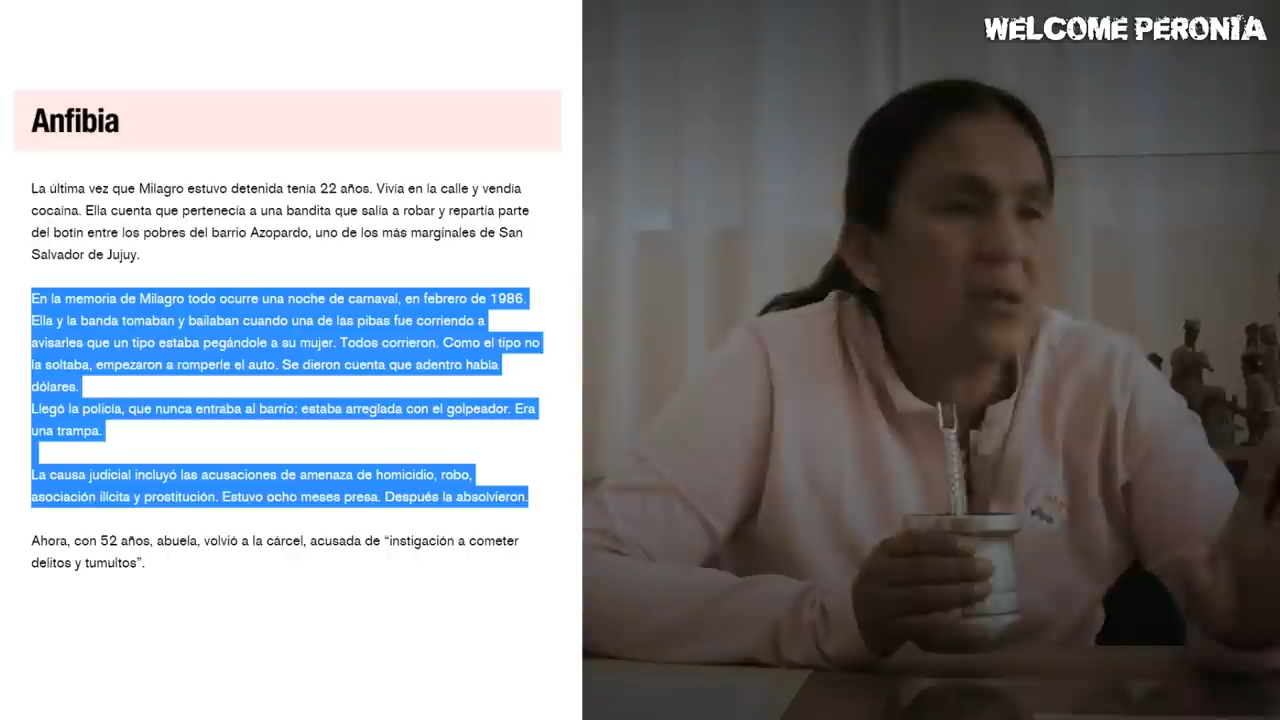 WELCOME PERONÍA
Anfibia
La última vez que Milagro estuvo detenida tenía 22 años. Vivía en la calle y vendía
cocaína. Ella cuenta que pertenecía a una bandita que salía a robar y repartía parte
del botín entre los pobres del barrio Azopardo, uno de los más marginales de San
Salvador de Jujuy.
En la memoria de Milagro todo ocurre una noche de carnaval, en febrero de 1986.
Ella y la banda tomaban y bailaban cuando una de las pibas fue corriendo a
avisarles que un tipo estaba pegándole a su mujer. Todos corrieron. Como el tipo no
la soltaba, empezaron a romperle el auto. Se dieron cuenta que adentro había
dólares.
Llegó la policía, que nunca entraba al barrio: estaba arreglada con el golpeador. Era
una trampa.
La causa judicial incluyó las acusaciones de amenaza de homicidio, robo,
asociación ilícita y prostitución. Estuvo ocho meses presa. Después la absolvieron.
Ahora, con 52 años, abuela, volvió a la cárcel, acusada de “instigación a cometer
delitos y tumultos”.